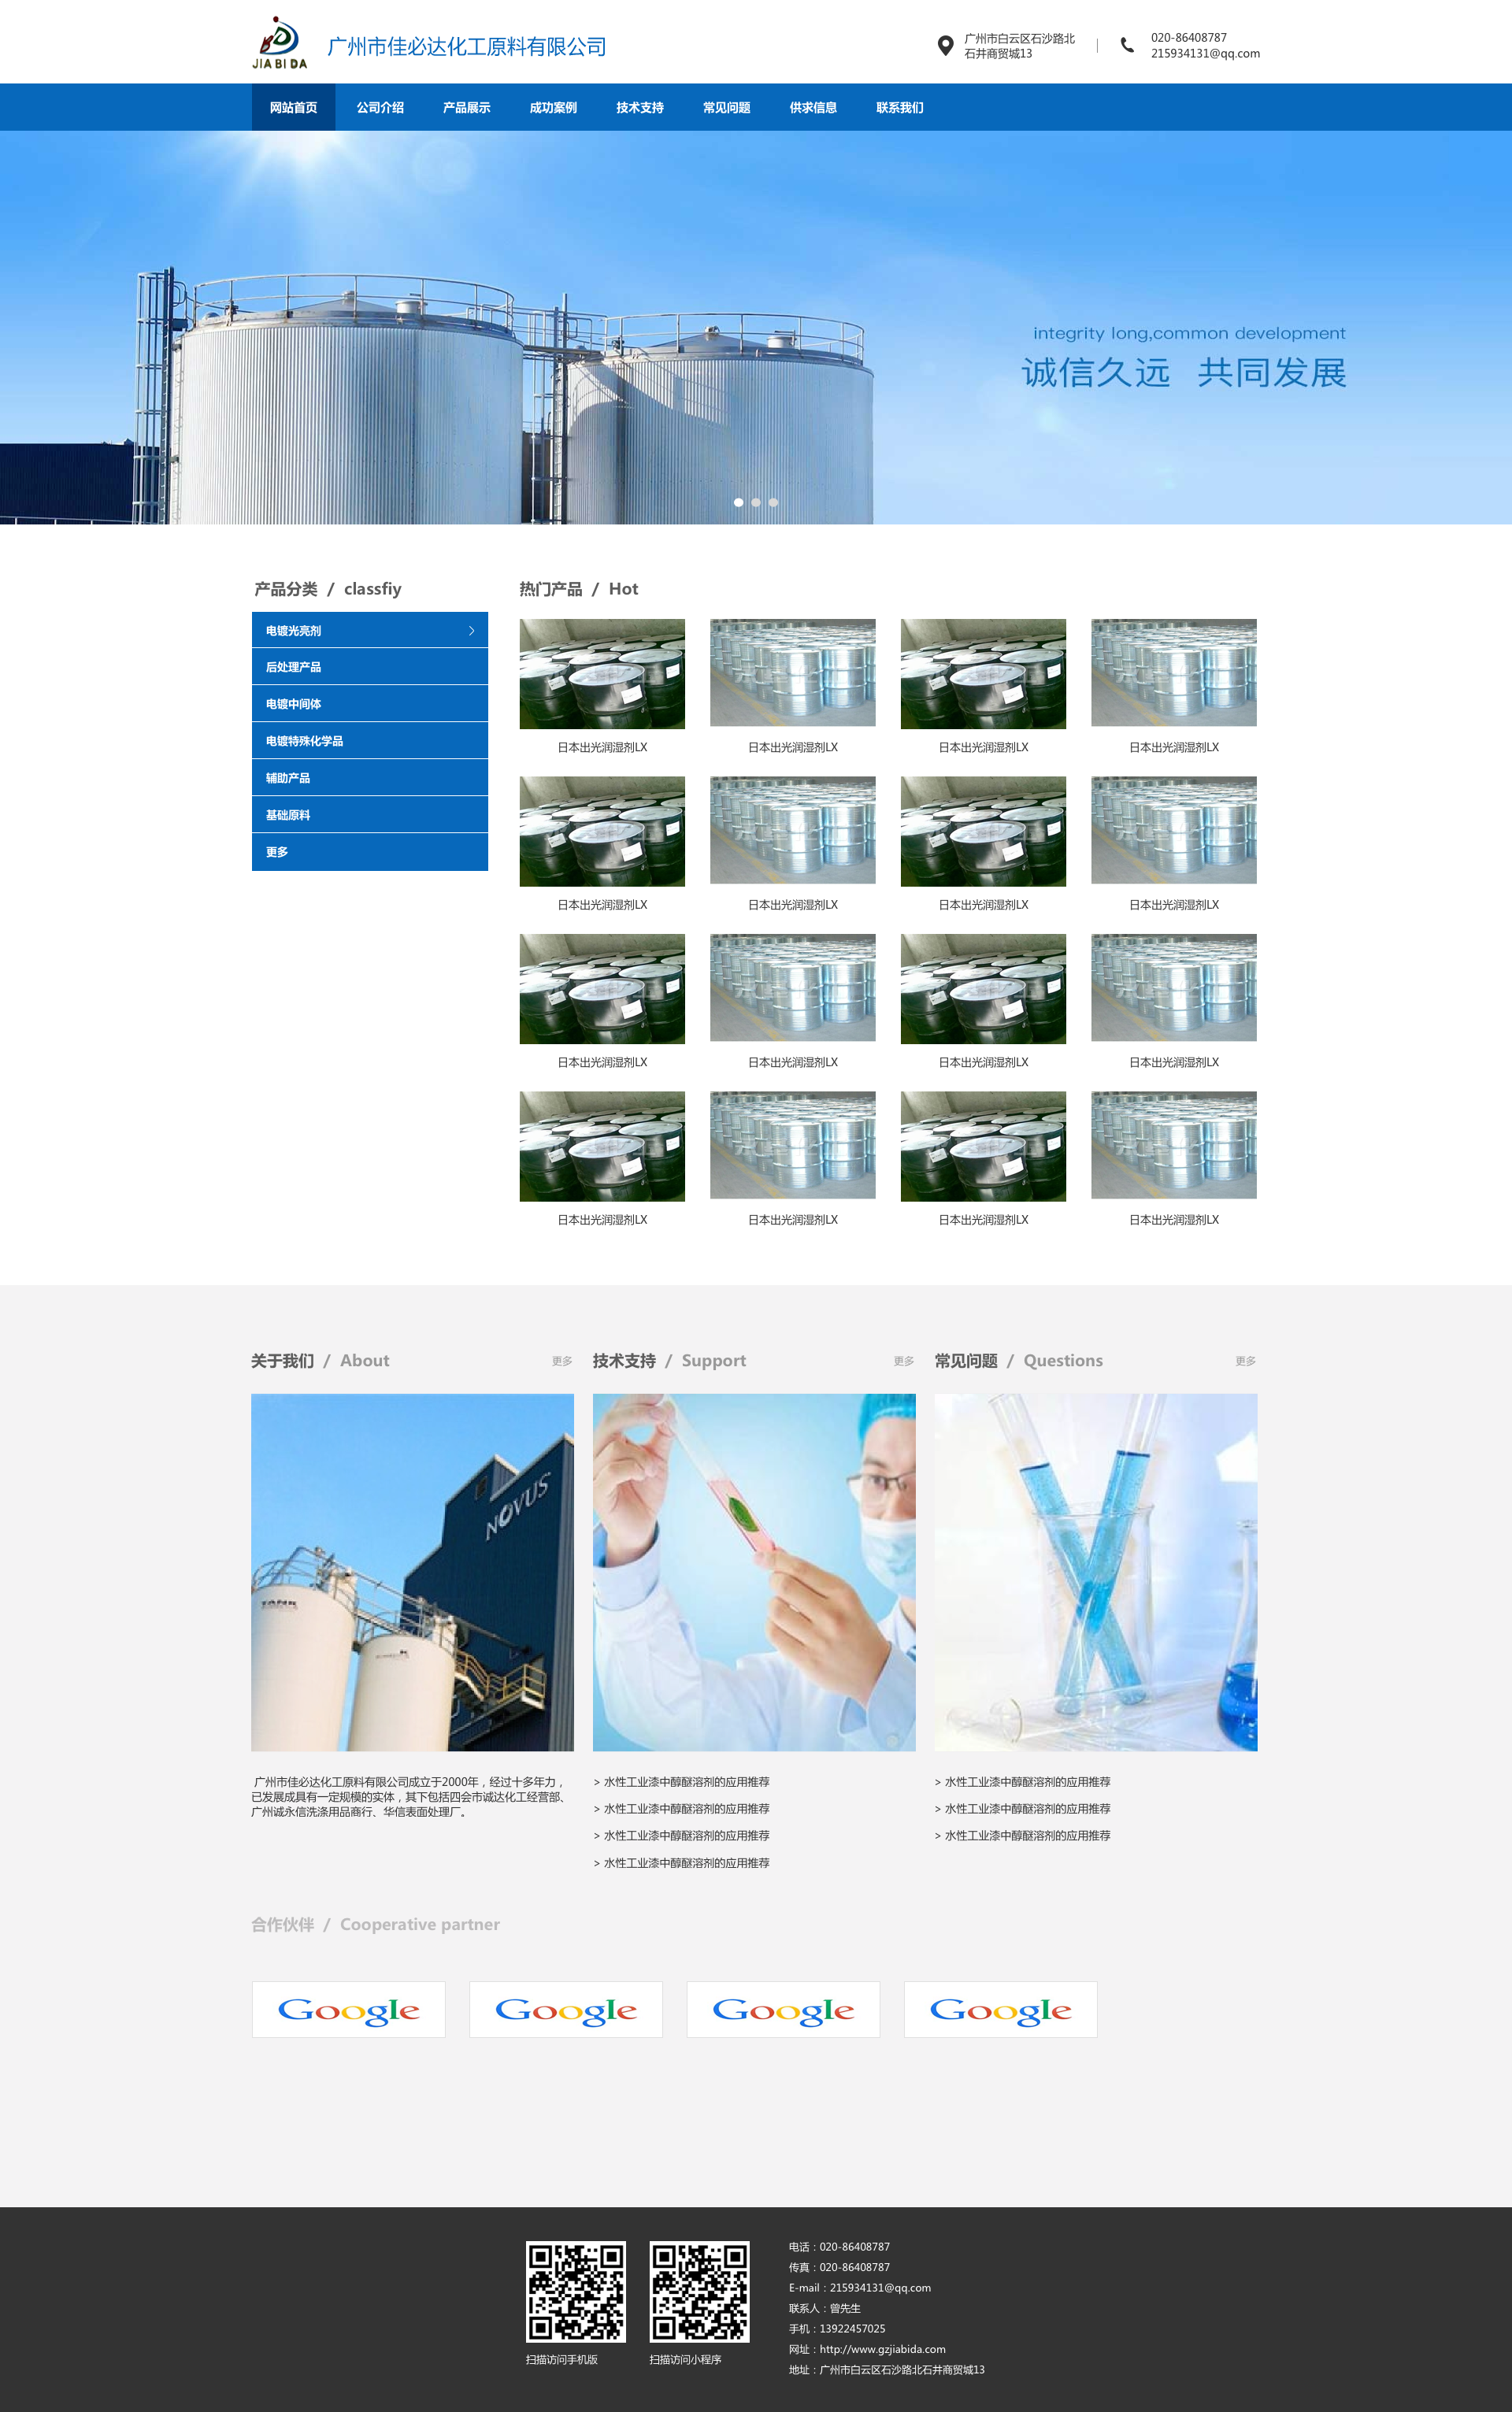 JIABIDA
广州市佳必达化工原料有限公司
广州市白云区石沙路北
石井商贸城13
020-86408787
215934131@qq.com
网站首页 公司介绍 产品展示 成功案例 技术支持 常见问题 供求信息 联系我们
integrity long,common development
诚信久远 共同发展
产品分类 / classfiy
电镀光亮剂
后处理产品
电镀中间体
电镀特殊化学品
辅助产品
基础原料
更多
热门产品 / Hot
日本出光润湿剂LX 日本出光润湿剂LX 日本出光润湿剂LX 日本出光润湿剂LX
日本出光润湿剂LX 日本出光润湿剂LX 日本出光润湿剂LX 日本出光润湿剂LX
日本出光润湿剂LX 日本出光润湿剂LX 日本出光润湿剂LX 日本出光润湿剂LX
日本出光润湿剂LX 日本出光润湿剂LX 日本出光润湿剂LX 日本出光润湿剂LX
关于我们 / About 更多
NOVUS
广州市佳必达化工原料有限公司成立于2000年，经过十多年力，
已发展成具有一定规模的实体，其下包括四会市诚达化工经营部、
广州诚永信洗涤用品商行、华信表面处理厂。
技术支持 / Support 更多
> 水性工业漆中醇醚溶剂的应用推荐
> 水性工业漆中醇醚溶剂的应用推荐
> 水性工业漆中醇醚溶剂的应用推荐
> 水性工业漆中醇醚溶剂的应用推荐
常见问题 / Questions 更多
> 水性工业漆中醇醚溶剂的应用推荐
> 水性工业漆中醇醚溶剂的应用推荐
> 水性工业漆中醇醚溶剂的应用推荐
合作伙伴 / Cooperative partner
Google Google Google Google
扫描访问手机版
扫描访问小程序
电话：020-86408787
传真：020-86408787
E-mail：215934131@qq.com
联系人：曾先生
手机：13922457025
网址：http://www.gzjiabida.com
地址：广州市白云区石沙路北石井商贸城13